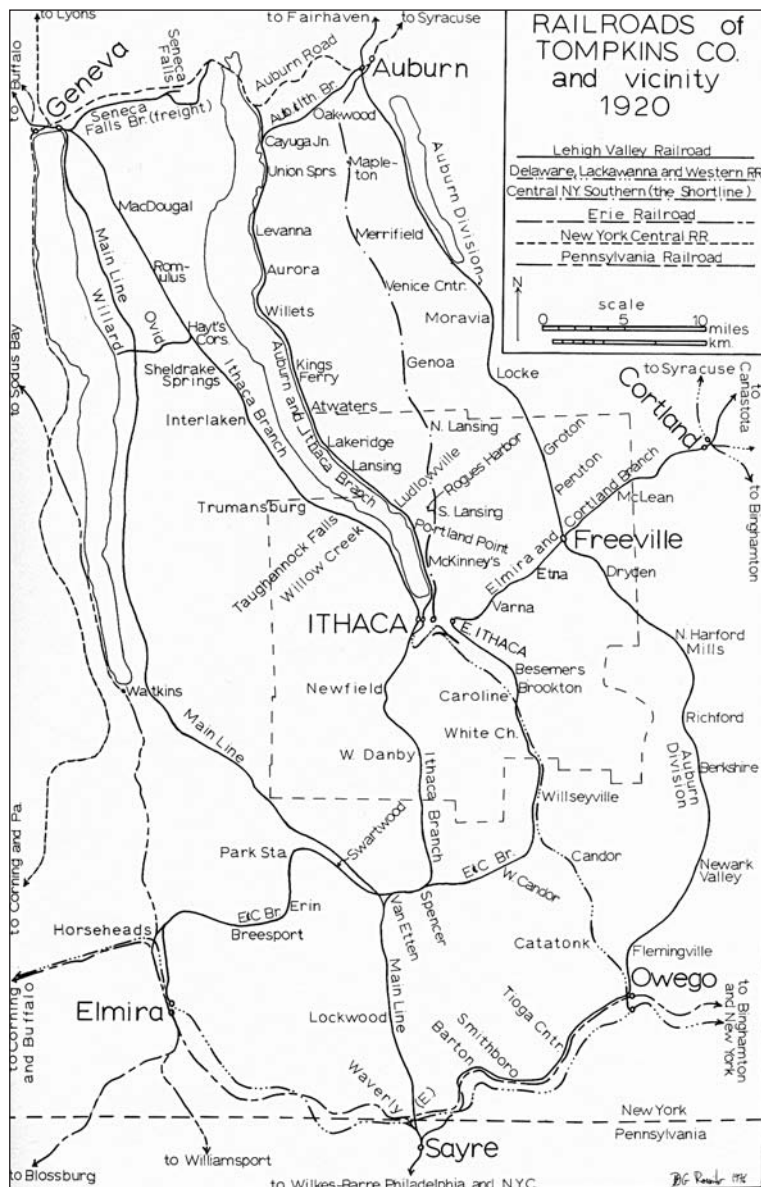 RAILROADS of
TOMPKINS CO.
and vicinity
1920
Lehigh Valley Railroad
Delaware, Lackawanna and Western RR
Central NY Southern (the Shortline)
Erie Railroad
New York Central RR
Pennsylvania Railroad
N
scale
0 5 10
miles
km.
to Lyons
to Fairhaven
to Syracuse
to Buffalo
Geneva
Seneca
Falls
Seneca
Falls Br. (freight)
Auburn Road
Auburn
Oakwood
Cayuga Jn.
Union Sprs.
Maple-
ton
Auburn Division
MacDougal
Levanna
Merrifield
Main Line
Willard
Rom-
ulus
Aurora
Venice Cntr.
Ovid
Hayt's
Cors.
Willets
Moravia
to Sodus Bay
Sheldrake
Springs
Ithaca Branch
Auburn and Ithaca Branch
Kings
Ferry
Genoa
Locke
to Syracuse
to
Canastota
Cortland
Interlaken
Atwaters
N. Lansing
Groton
Lakeridge
Lansing
Ludlowville
Rogues Harbor
Peruton
Elmira and Cortland Branch
McLean
to
Binghamton
Trumansburg
Taughannock Falls
Willow Creek
S. Lansing
Portland Point
McKinney's
Freeville
Etna
Dryden
Varna
ITHACA
E. ITHACA
N. Harford
Mills
Besemers
Brookton
Watkins
Newfield
Caroline
White Ch.
Richford
Main Line
W. Danby
Ithaca Branch
Auburn
Division
Berkshire
Willseyville
Swartwood
Park Sta.
Candor
E&C Br.
W. Candor
Newark
Valley
to Corning and Pa.
Horseheads
E&C Br.
Erin
Breesport
Van Etten
Spencer
Catatonk
Flemingville
Owego
Main Line
to Corning
and Buffalo
Elmira
Lockwood
Tioga Cntr.
Smithboro
Barton
to Binghamton
and New York
Waverly
(E)
New York
Pennsylvania
Sayre
to Blossburg
to Williamsport
to Wilkes-Barre Philadelphia and N.Y.C.
1976